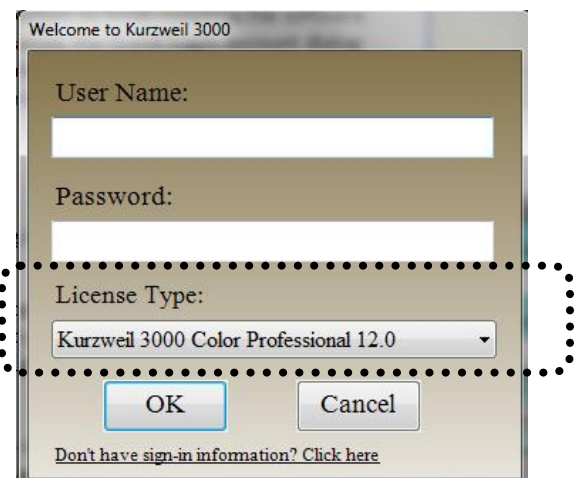 Welcome to Kurzweil 3000
User Name:
Password:
License Type:
Kurzweil 3000 Color Professional 12.0
OK Cancel
Don't have sign-in information? Click here